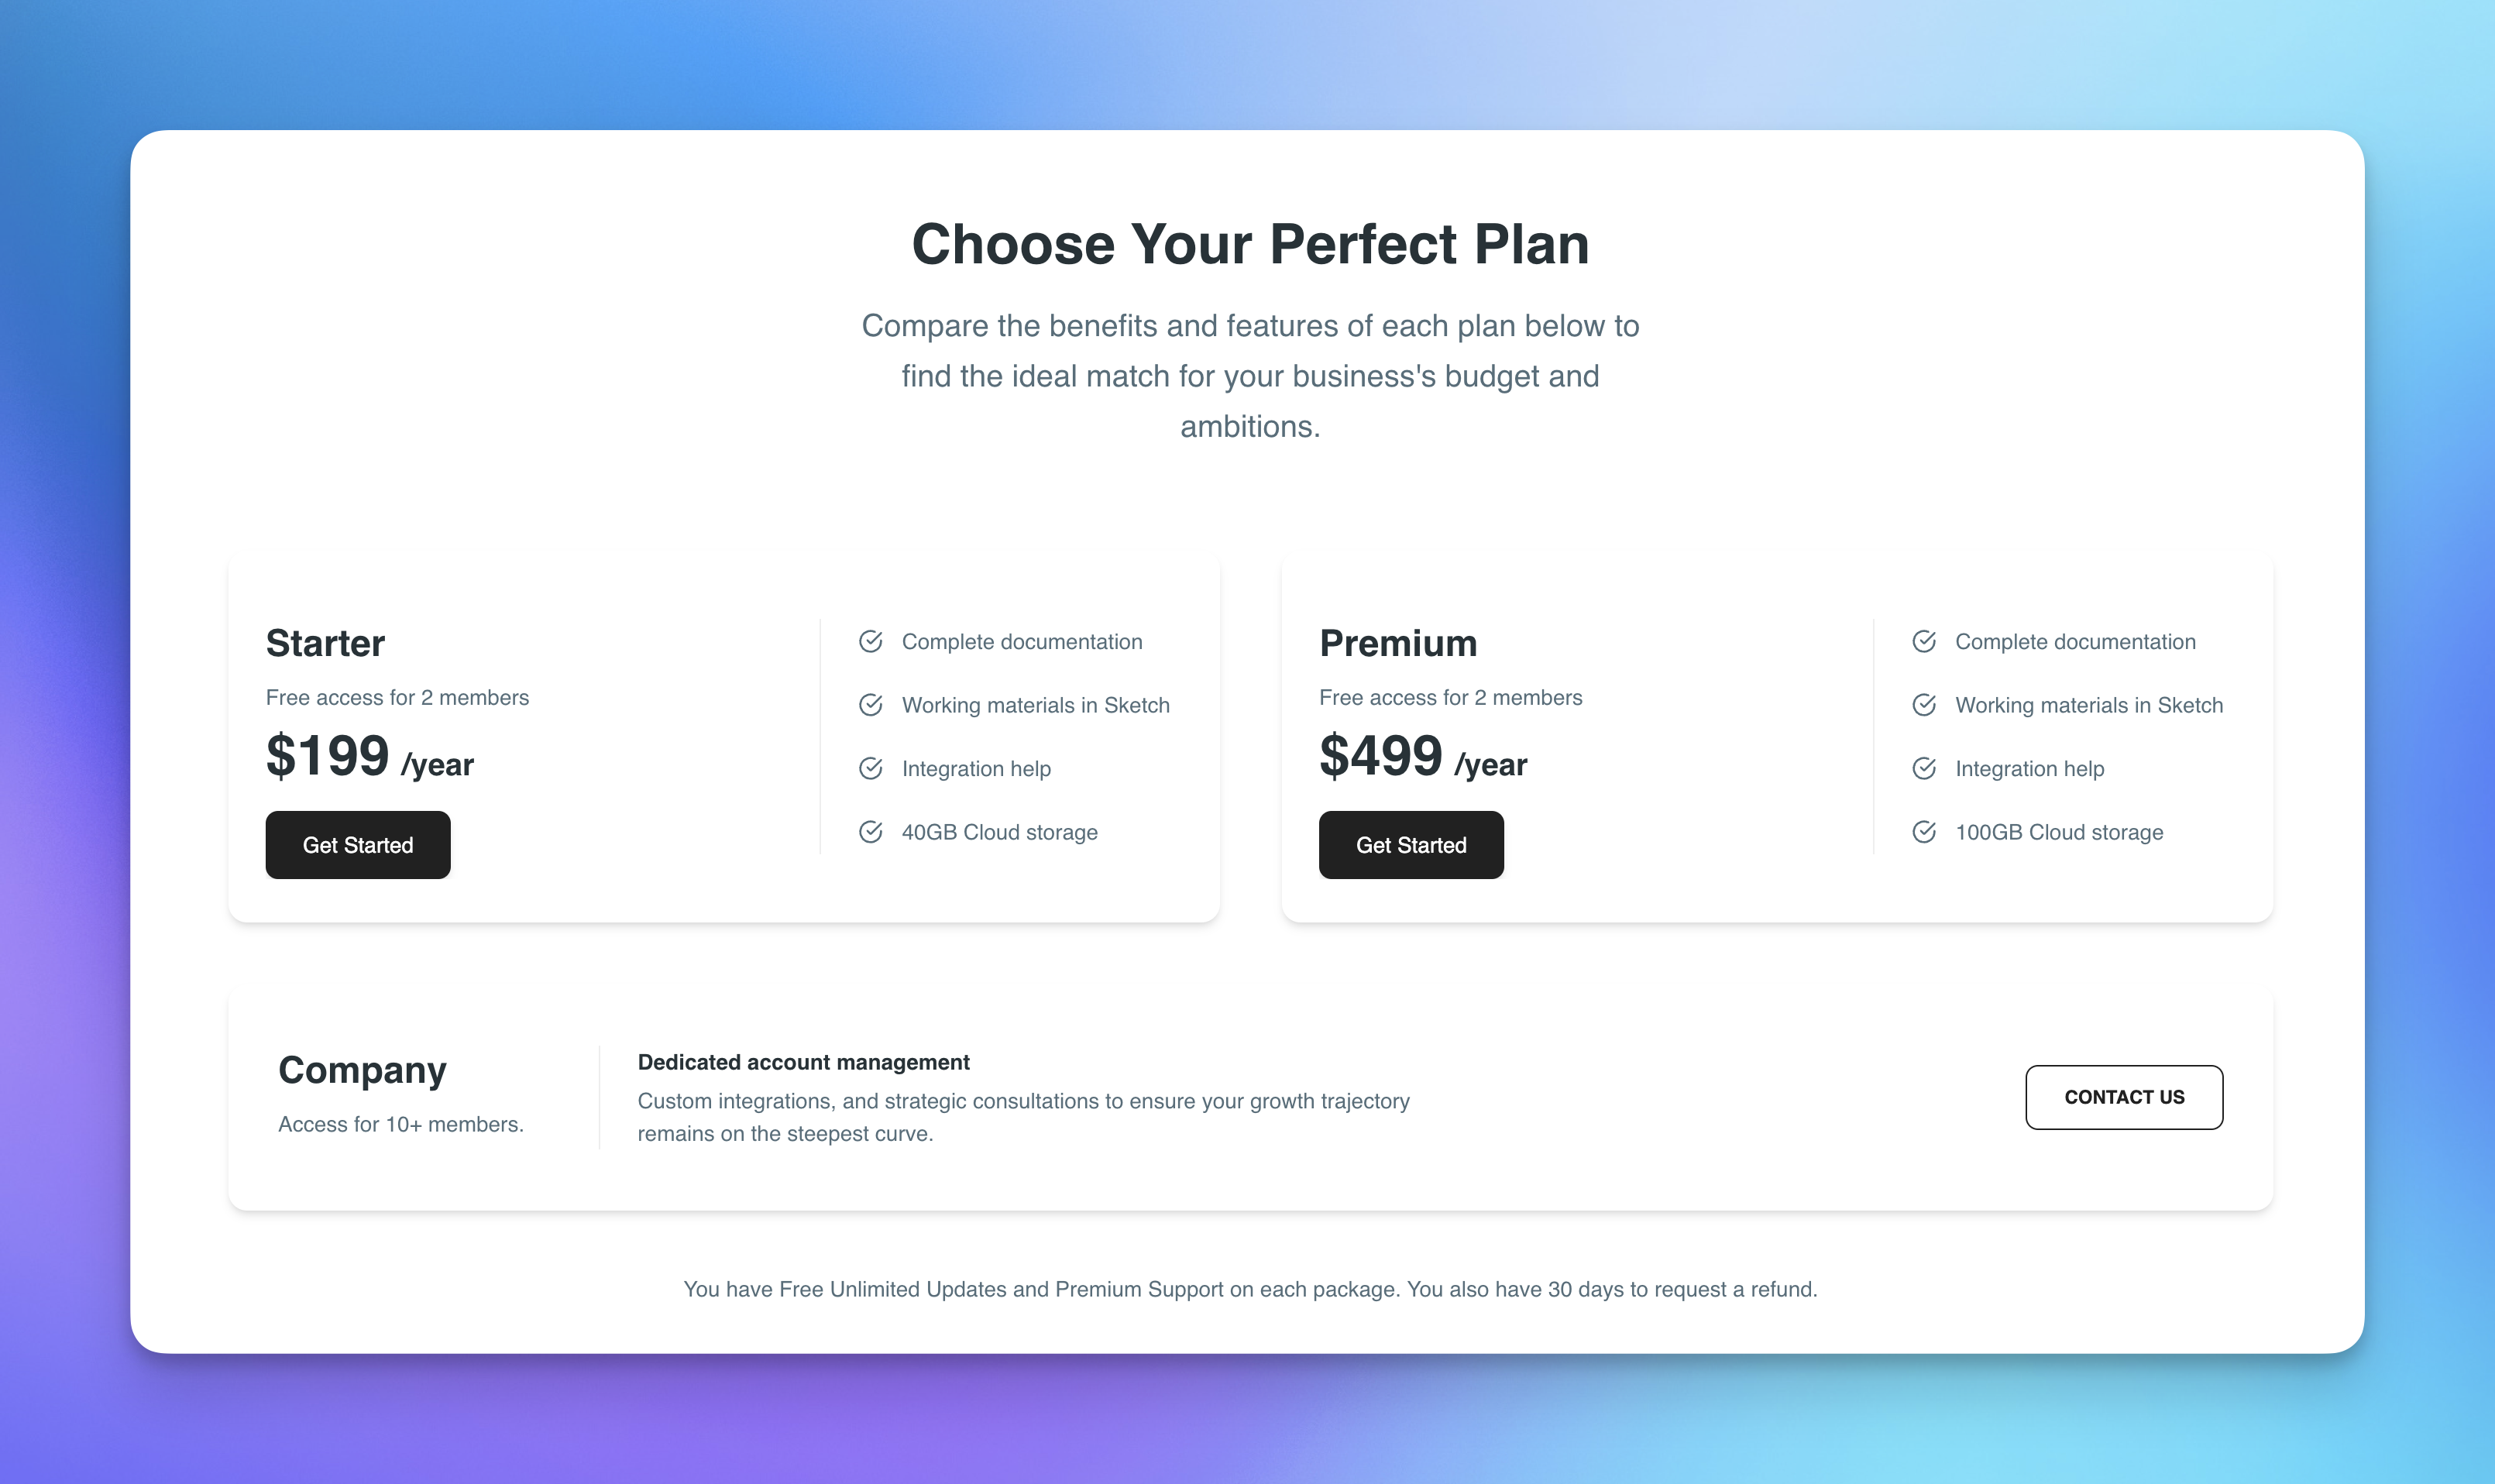 Choose Your Perfect Plan
Compare the benefits and features of each plan below to
find the ideal match for your business's budget and
ambitions.
Starter
Free access for 2 members
$199 /year
Get Started
Complete documentation
Working materials in Sketch
Integration help
40GB Cloud storage
Premium
Free access for 2 members
$499 /year
Get Started
Complete documentation
Working materials in Sketch
Integration help
100GB Cloud storage
Company
Access for 10+ members.
Dedicated account management
Custom integrations, and strategic consultations to ensure your growth trajectory
remains on the steepest curve.
CONTACT US
You have Free Unlimited Updates and Premium Support on each package. You also have 30 days to request a refund.